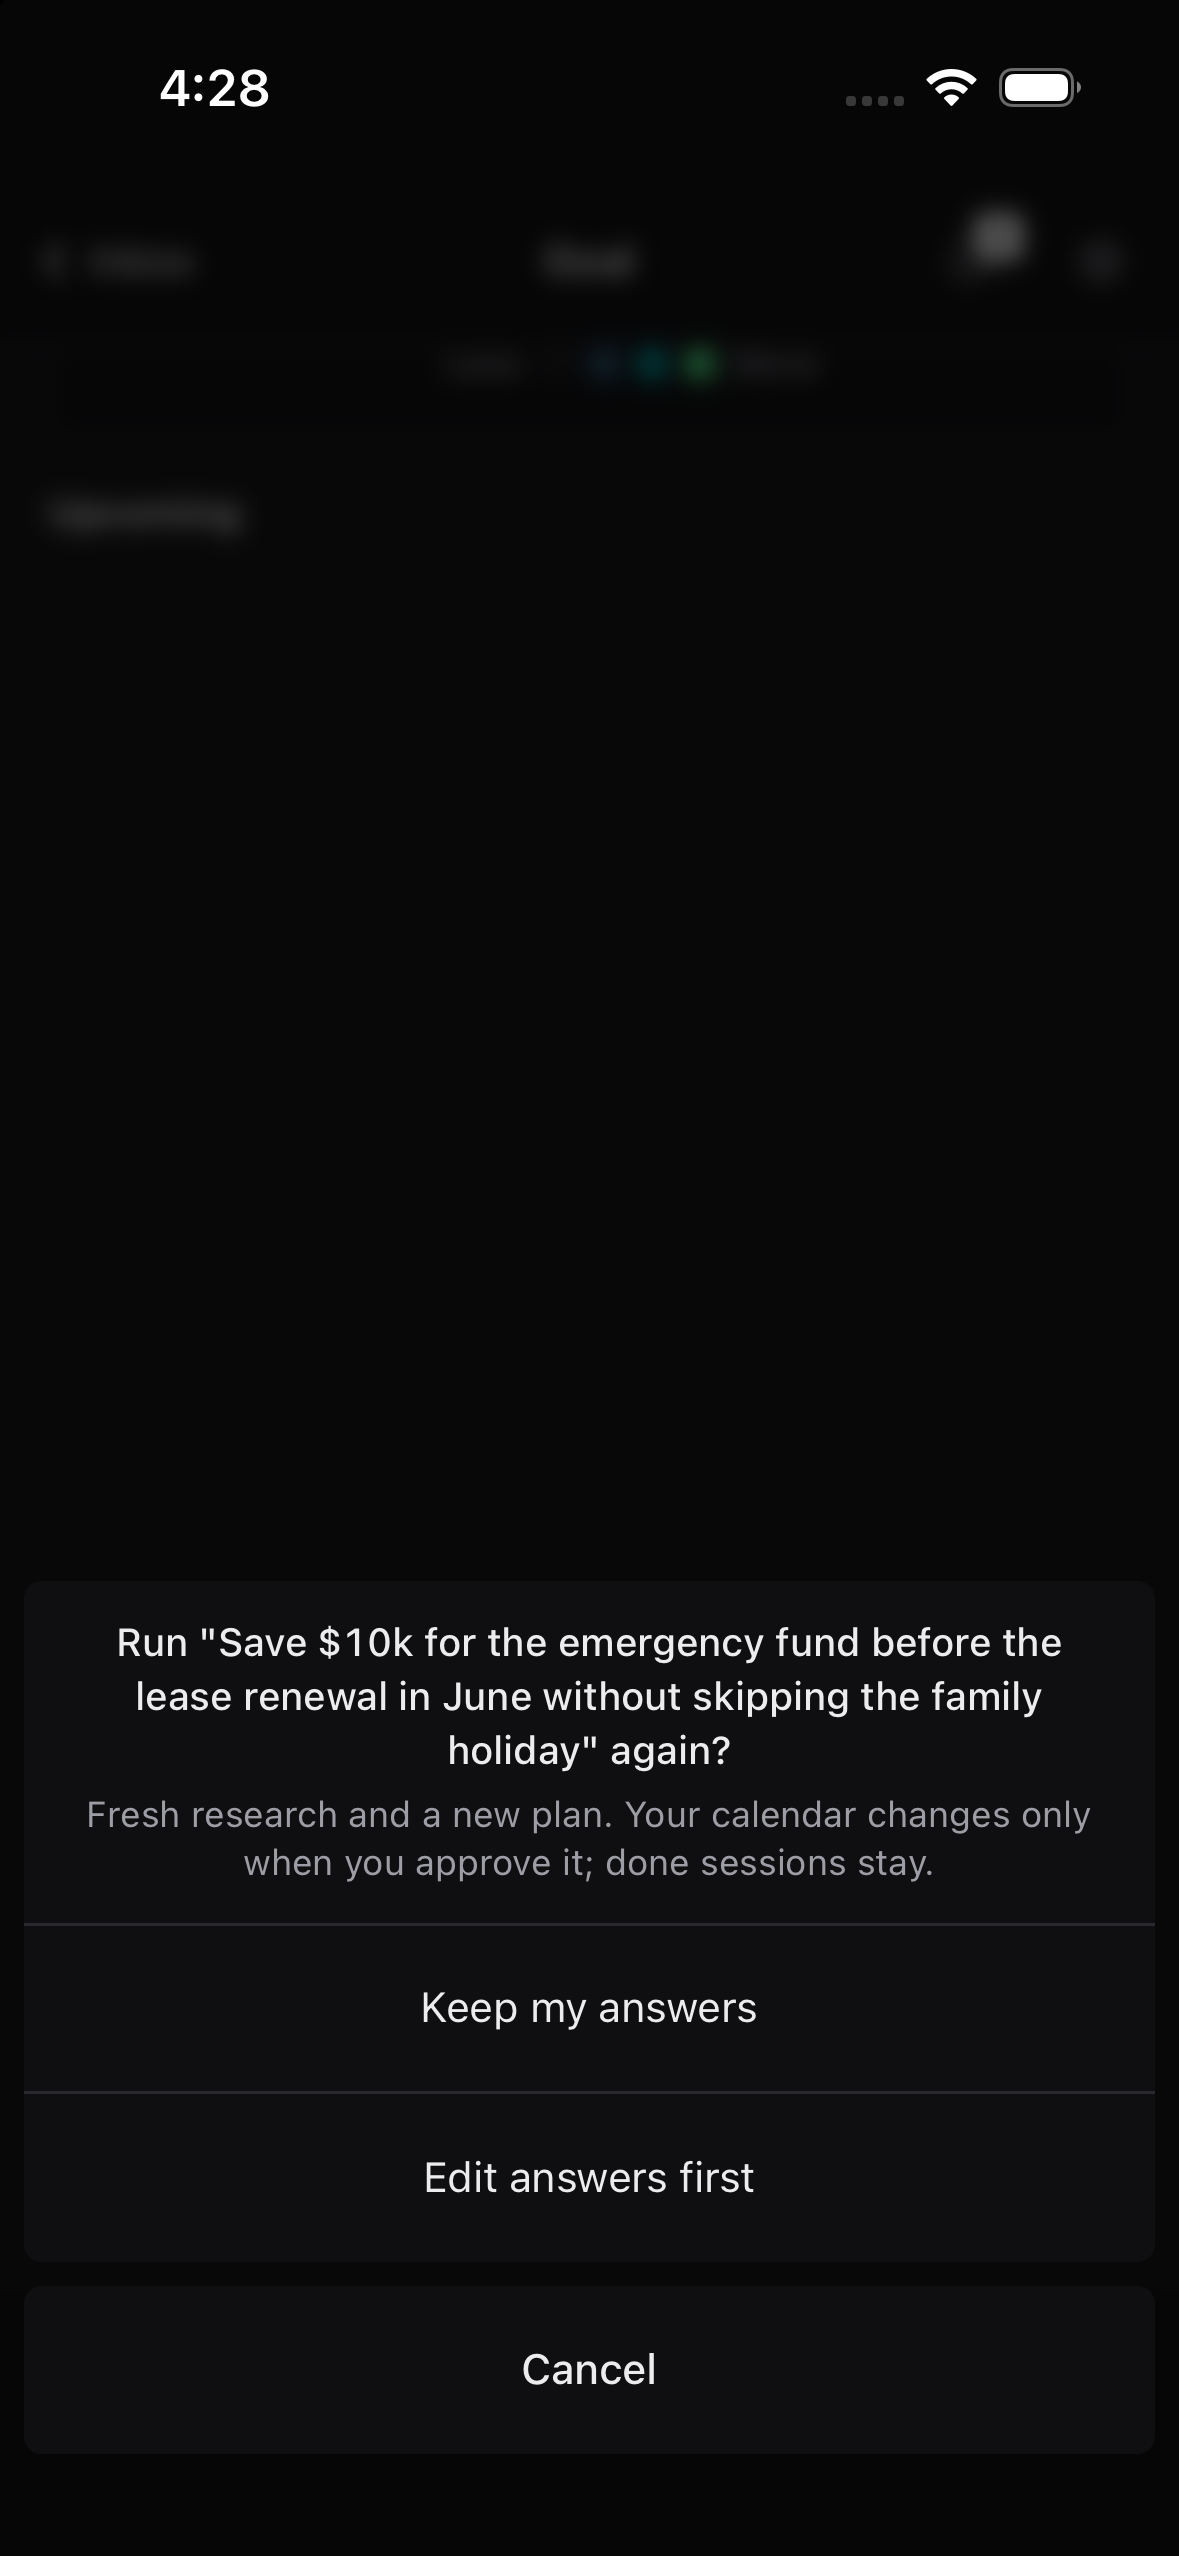 4:28
Upcoming
Run "Save $10k for the emergency fund before the
lease renewal in June without skipping the family
holiday" again?
Fresh research and a new plan. Your calendar changes only
when you approve it; done sessions stay.
Keep my answers
Edit answers first
Cancel